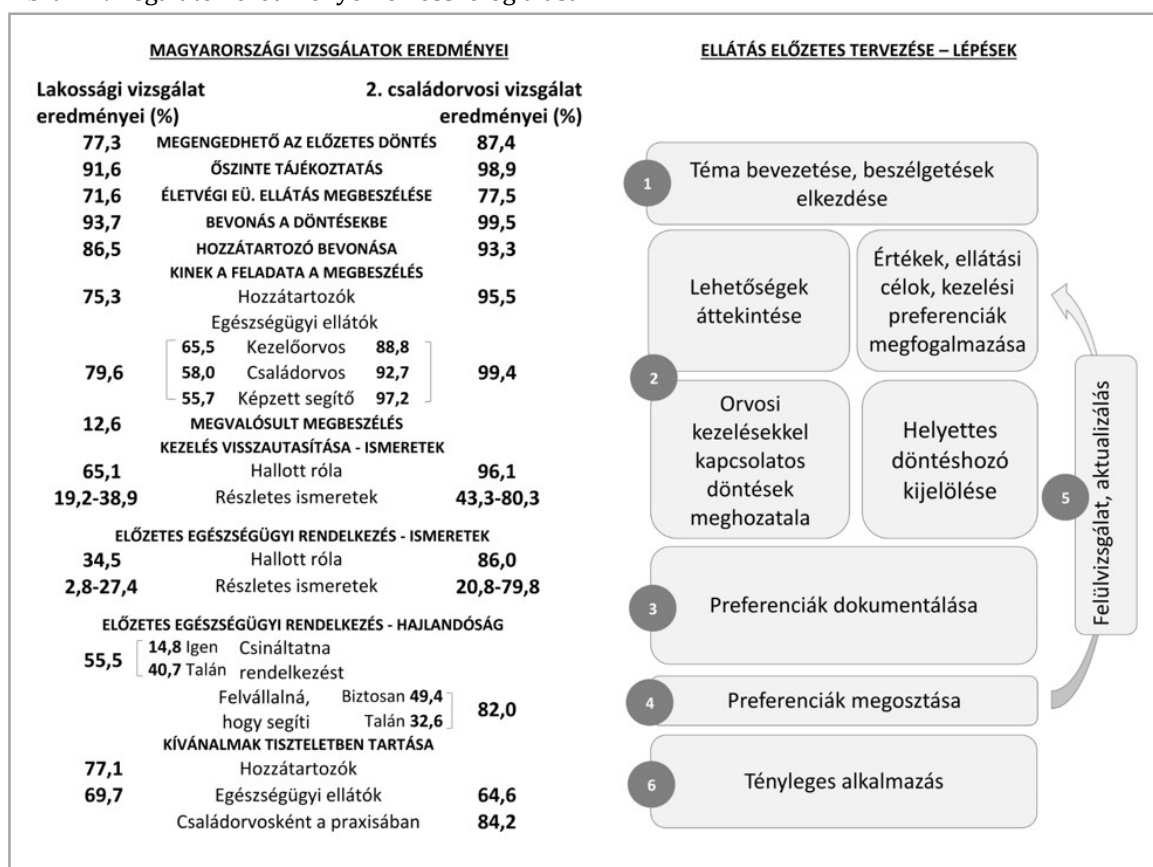 MAGYARORSZÁGI VIZSGÁLATOK EREDMÉNYEI
Lakossági vizsgálat 2. családorvosi vizsgálat
eredményei (%) eredményei (%)
77,3 MEGENGEDHETŐ AZ ELŐZETES DÖNTÉS 87,4
91,6 ŐSZINTE TÁJÉKOZTATÁS 98,9
71,6 ÉLETVÉGI EÜ. ELLÁTÁS MEGBESZÉLÉSE 77,5
93,7 BEVONÁS A DÖNTÉSEKBE 99,5
86,5 HOZZÁTARTOZÓ BEVONÁSA 93,3
KINEK A FELADATA A MEGBESZÉLÉS
75,3 Hozzátartozók 95,5
Egészségügyi ellátók
65,5 Kezelőorvos 88,8
79,6 58,0 Családorvos 92,7 99,4
55,7 Képzett segítő 97,2
12,6 MEGVALÓSULT MEGBESZÉLÉS
KEZELÉS VISSZAUTASÍTÁSA - ISMERETEK
65,1 Hallott róla 96,1
19,2-38,9 Részletes ismeretek 43,3-80,3
ELŐZETES EGÉSZSÉGÜGYI RENDELKEZÉS - ISMERETEK
34,5 Hallott róla 86,0
2,8-27,4 Részletes ismeretek 20,8-79,8
ELŐZETES EGÉSZSÉGÜGYI RENDELKEZÉS - HAJLANDÓSÁG
55,5 14,8 Igen Csináltatna
40,7 Talán rendelkezést
Felvállalná, Biztosan 49,4
hogy segíti Talán 32,6 82,0
KÍVÁNALMAK TISZTELETBEN TARTÁSA
77,1 Hozzátartozók
69,7 Egészségügyi ellátók 64,6
Családorvosként a praxisában 84,2
ELLÁTÁS ELŐZETES TERVEZÉSE – LÉPÉSEK
1
Téma bevezetése, beszélgetések
elkezdése
2
Lehetőségek
áttekintése
Értékek, ellátási
célok, kezelési
preferenciák
megfogalmazása
Orvosi
kezelésekkel
kapcsolatos
döntések
meghozatala
Helyettes
döntéshozó
kijelölése
3
Preferenciák dokumentálása
4
Preferenciák megosztása
5
Felülvizsgálat, aktualizálás
6
Tényleges alkalmazás